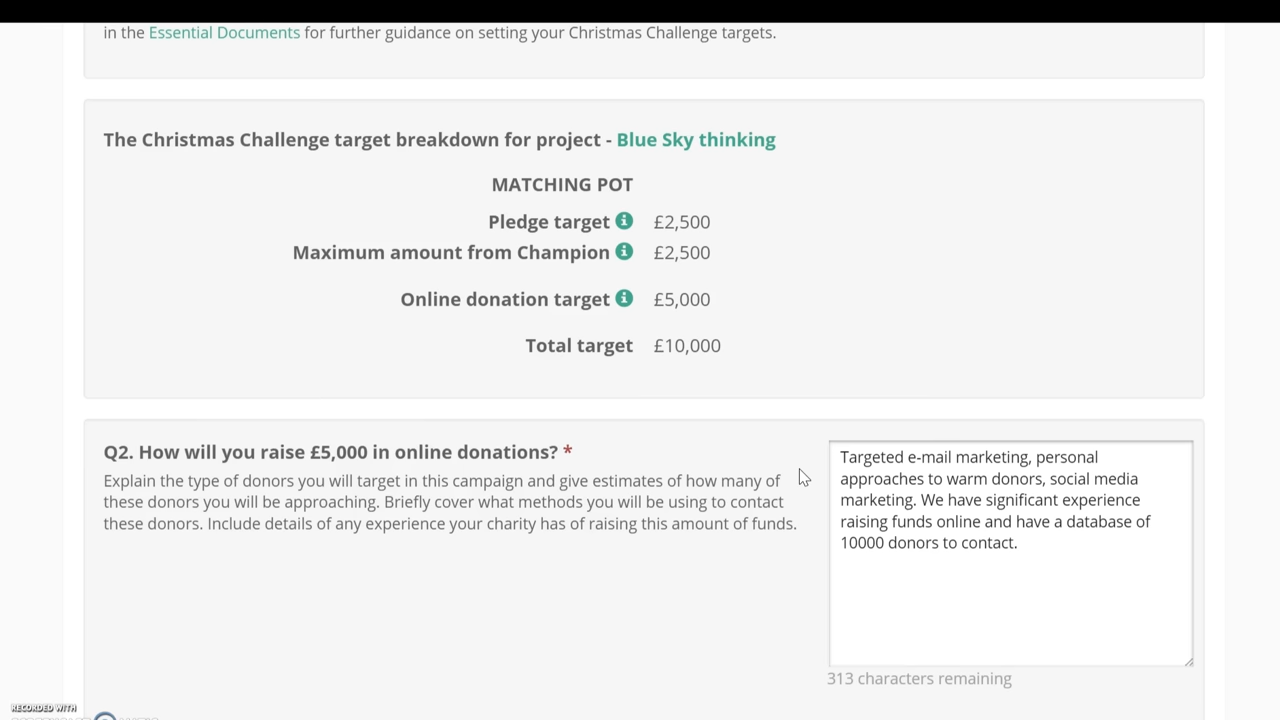 in the Essential Documents for further guidance on setting your Christmas Challenge targets.
The Christmas Challenge target breakdown for project - Blue Sky thinking
MATCHING POT
Pledge target £2,500
Maximum amount from Champion £2,500
Online donation target £5,000
Total target £10,000
Q2. How will you raise £5,000 in online donations? *
Explain the type of donors you will target in this campaign and give estimates of how many of
these donors you will be approaching. Briefly cover what methods you will be using to contact
these donors. Include details of any experience your charity has of raising this amount of funds.
Targeted e-mail marketing, personal
approaches to warm donors, social media
marketing. We have significant experience
raising funds online and have a database of
10000 donors to contact.
313 characters remaining
RECORDED WITH